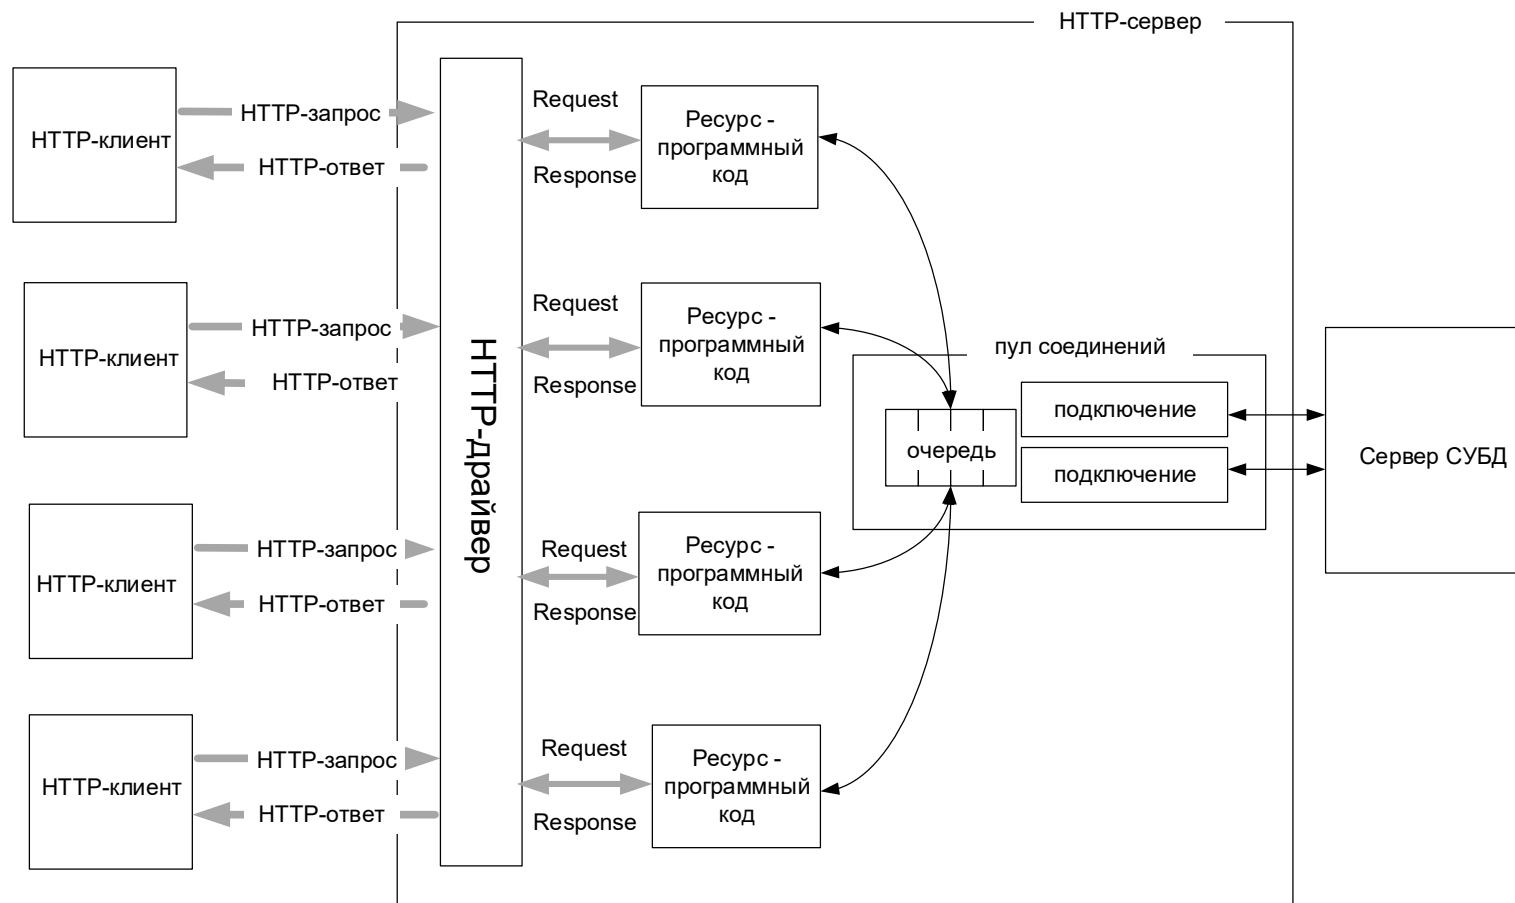 HTTP-сервер
HTTP-клиент
HTTP-запрос
HTTP-ответ
Request
Response
Ресурс -
программный
код
HTTP-клиент
HTTP-запрос
HTTP-ответ
Request
Response
Ресурс -
программный
код
HTTP-драйвер
пул соединений
очередь
подключение
подключение
Сервер СУБД
HTTP-клиент
HTTP-запрос
HTTP-ответ
Request
Response
Ресурс -
программный
код
HTTP-клиент
HTTP-запрос
HTTP-ответ
Request
Response
Ресурс -
программный
код